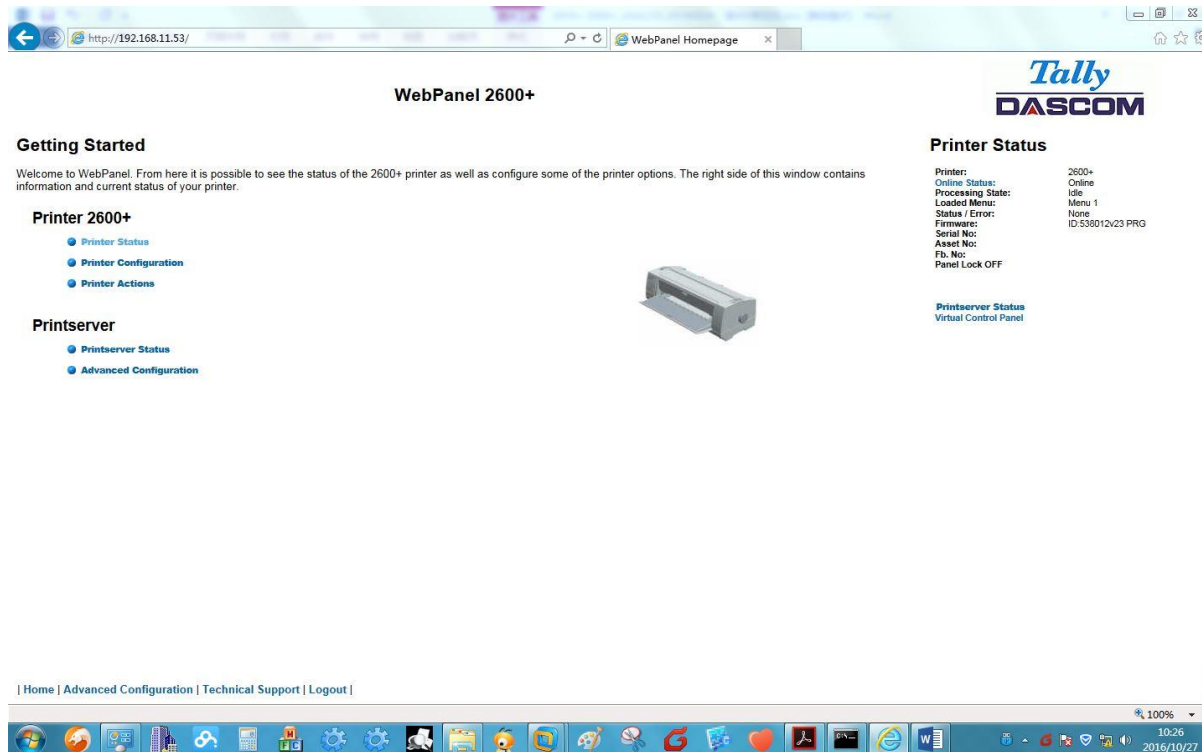 http://192.168.11.53/
WebPanel Homepage
WebPanel 2600+
Tally
DASCOM
Getting Started
Welcome to WebPanel. From here it is possible to see the status of the 2600+ printer as well as configure some of the printer options. The right side of this window contains
information and current status of your printer.
Printer 2600+
Printer Status
Printer Configuration
Printer Actions
Printserver
Printserver Status
Advanced Configuration
Printer Status
Printer: 2600+
Online Status: Online
Processing State: Idle
Loaded Menu: Menu 1
Status / Error: None
Firmware: ID:538012v23 PRG
Serial No:
Asset No:
Fb. No:
Panel Lock OFF
Printserver Status
Virtual Control Panel
| Home | Advanced Configuration | Technical Support | Logout |
100%
10:26
2016/10/27